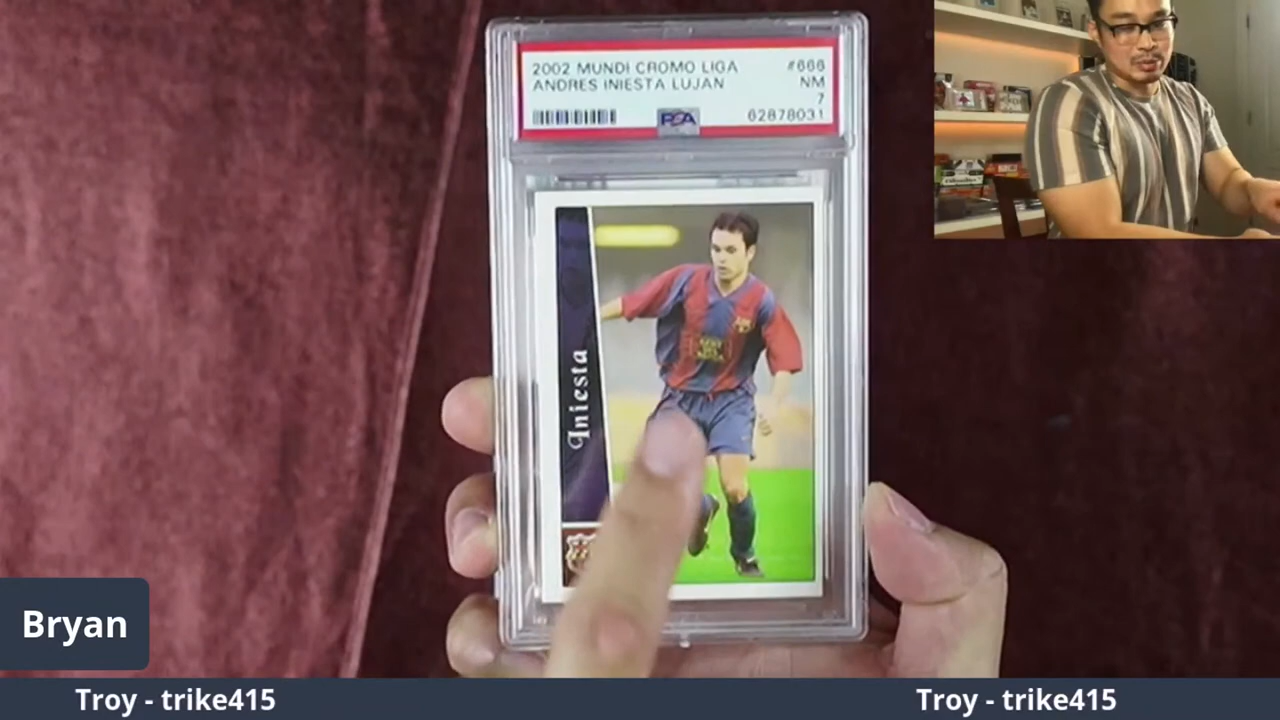 2002 MUNDI CROMO LIGA #666
ANDRES INIESTA LUJAN NM
7
PSA 62878031
Iniesta
Bryan
Troy - trike415 Troy - trike415